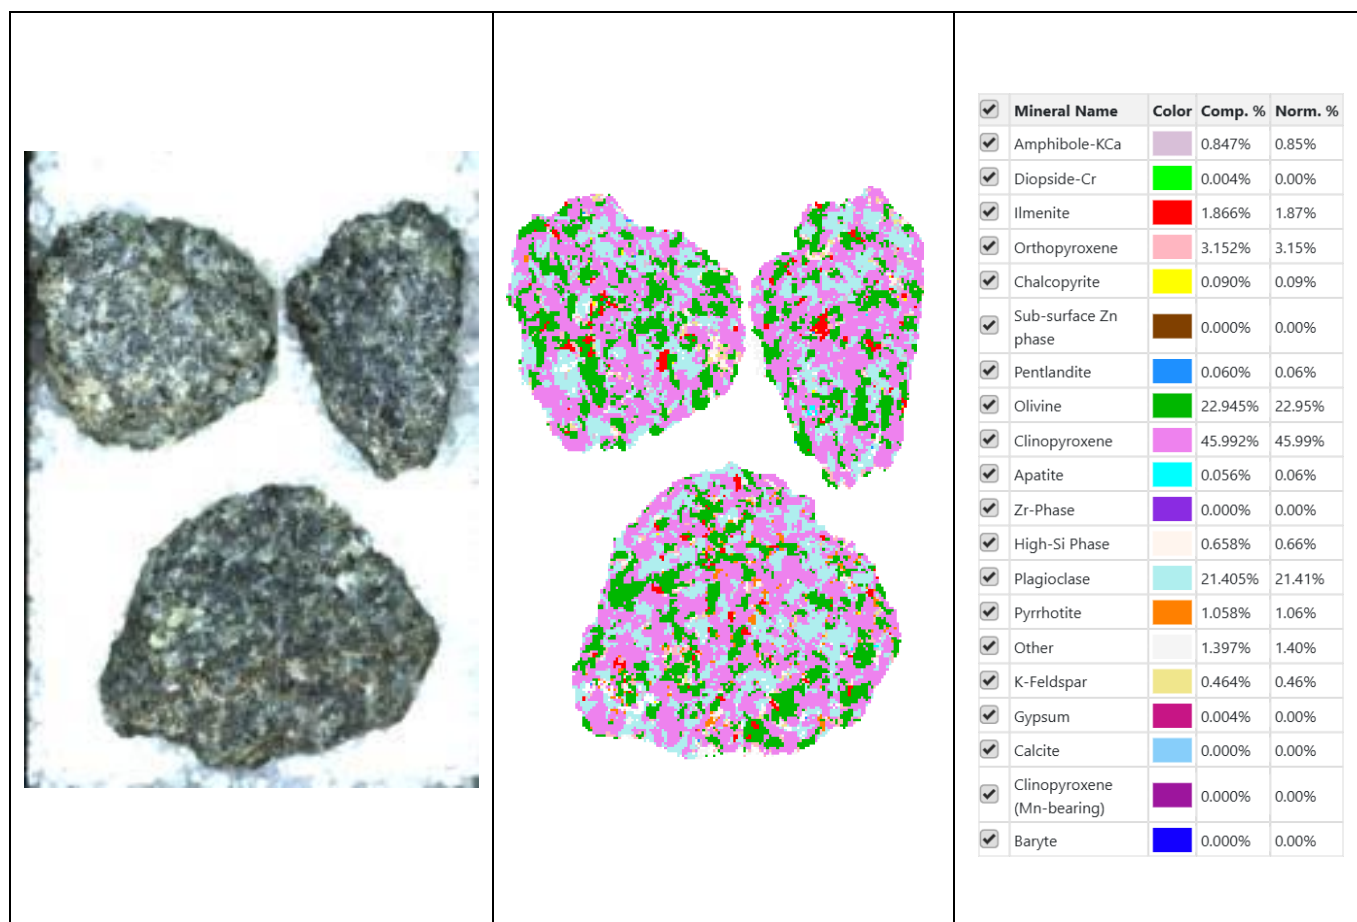 Mineral Name Color Comp. % Norm. %
Amphibole-KCa 0.847% 0.85%
Diopside-Cr 0.004% 0.00%
Ilmenite 1.866% 1.87%
Orthopyroxene 3.152% 3.15%
Chalcopyrite 0.090% 0.09%
Sub-surface Zn
phase 0.000% 0.00%
Pentlandite 0.060% 0.06%
Olivine 22.945% 22.95%
Clinopyroxene 45.992% 45.99%
Apatite 0.056% 0.06%
Zr-Phase 0.000% 0.00%
High-Si Phase 0.658% 0.66%
Plagioclase 21.405% 21.41%
Pyrrhotite 1.058% 1.06%
Other 1.397% 1.40%
K-Feldspar 0.464% 0.46%
Gypsum 0.004% 0.00%
Calcite 0.000% 0.00%
Clinopyroxene
(Mn-bearing) 0.000% 0.00%
Baryte 0.000% 0.00%